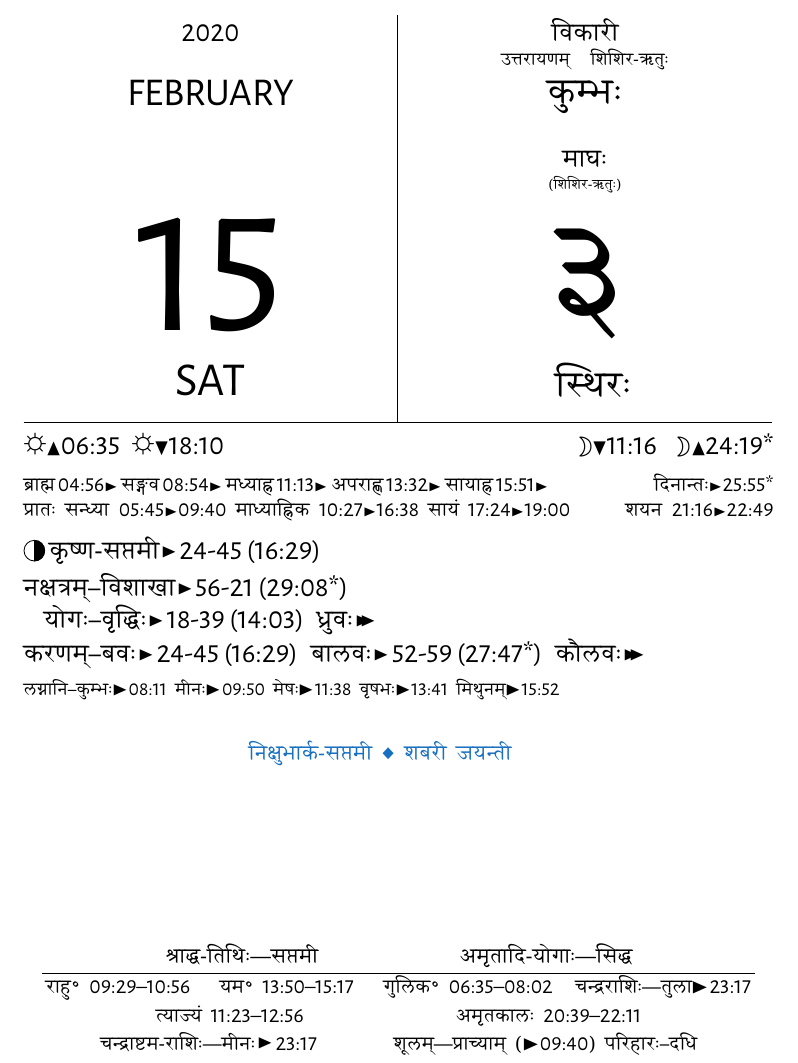 2020
FEBRUARY
15
SAT
विकारी
उत्तरायणम् शिशिर-ऋतुः
कुम्भः
माघः
(शिशिर-ऋतुः)
३
स्थिरः
☼▲06:35 ☼▼18:10
☽▼11:16 ☽▲24:19*
ब्राह्म 04:56► सङ्गव 08:54► मध्याह्न 11:13► अपराह्ण 13:32► सायाह्न 15:51► दिनान्तः►25:55*
प्रातः सन्ध्या 05:45►09:40 माध्याह्निक 10:27►16:38 सायं 17:24►19:00 शयन 21:16►22:49
कृष्ण-सप्तमी►24-45 (16:29)
नक्षत्रम्–विशाखा►56-21 (29:08*)
योगः–वृद्धिः►18-39 (14:03) ध्रुवः►►
करणम्–बवः►24-45 (16:29) बालवः►52-59 (27:47*) कौलवः►►
लग्नानि–कुम्भः►08:11 मीनः►09:50 मेषः►11:38 वृषभः►13:41 मिथुनम्►15:52
निक्षुभार्क-सप्तमी ◆ शबरी जयन्ती
श्राद्ध-तिथिः—सप्तमी अमृतादि-योगाः—सिद्ध
राहु° 09:29–10:56 यम° 13:50–15:17 गुलिक° 06:35–08:02 चन्द्रराशिः—तुला►23:17
त्याज्यं 11:23–12:56 अमृतकालः 20:39–22:11
चन्द्राष्टम-राशिः—मीनः►23:17 शूलम्—प्राच्याम् (►09:40) परिहारः–दधि